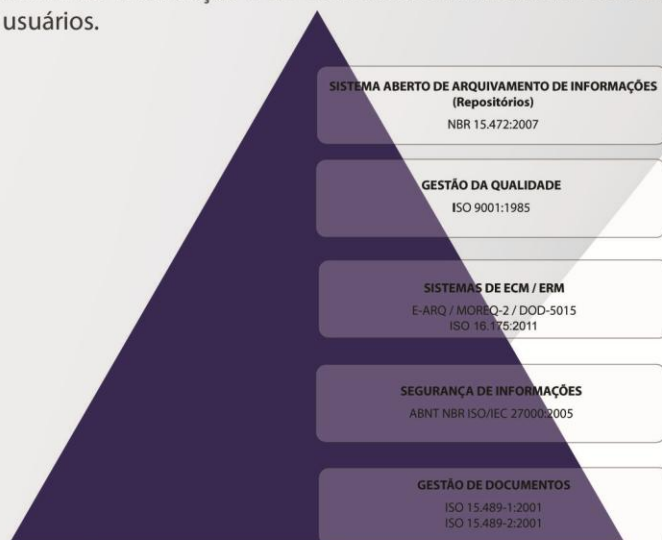 usuários.
SISTEMA ABERTO DE ARQUIVAMENTO DE INFORMAÇÕES
(Repositórios)
NBR 15.472:2007
GESTÃO DA QUALIDADE
ISO 9001:1985
SISTEMAS DE ECM / ERM
E-ARQ / MOREQ-2 / DOD-5015
ISO 16.175:2011
SEGURANÇA DE INFORMAÇÕES
ABNT NBR ISO/IEC 27000:2005
GESTÃO DE DOCUMENTOS
ISO 15.489-1:2001
ISO 15.489-2:2001